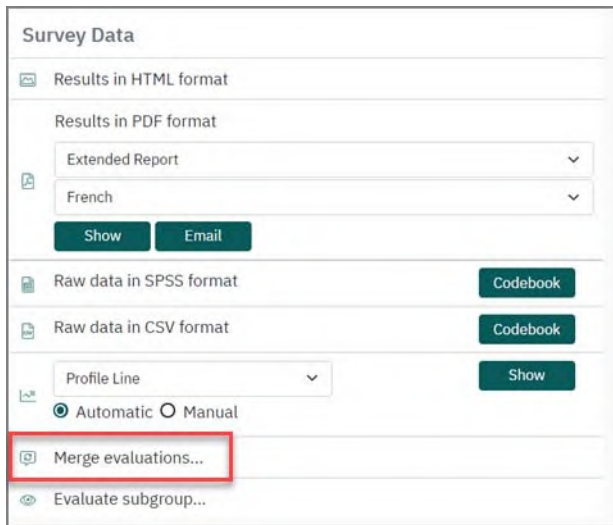 Survey Data
Results in HTML format
Results in PDF format
Extended Report
French
Show Email
Raw data in SPSS format Codebook
Raw data in CSV format Codebook
Profile Line Show
Automatic Manual
Merge evaluations...
Evaluate subgroup...